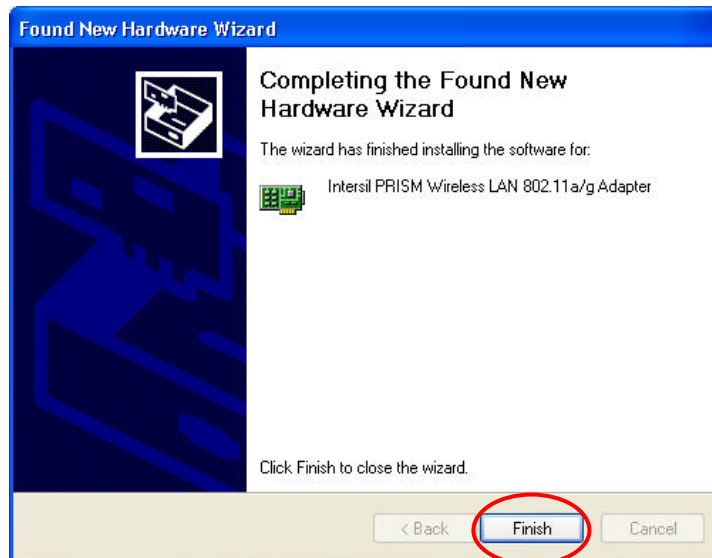 Found New Hardware Wizard
Completing the Found New
Hardware Wizard
The wizard has finished installing the software for:
Intersil PRISM Wireless LAN 802.11a/g Adapter
Click Finish to close the wizard.
< Back Finish Cancel